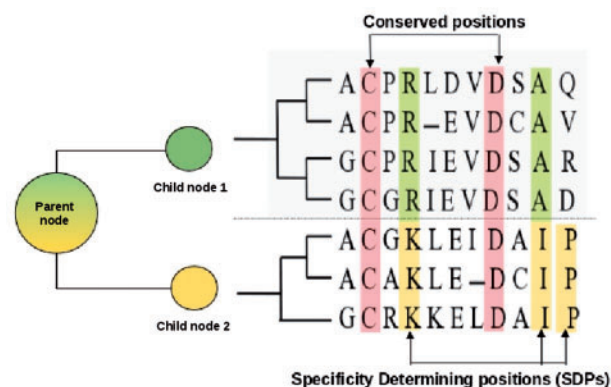 Conserved positions
A C P R L D V D S A Q
A C P R – E V D C A V
G C P R I E V D S A R
G C G R I E V D S A D
A C G K L E I D A I P
A C A K L E – D C I P
G C R K K E L D A I P
Parent
node
Child node 1
Child node 2
Specificity Determining positions (SDPs)